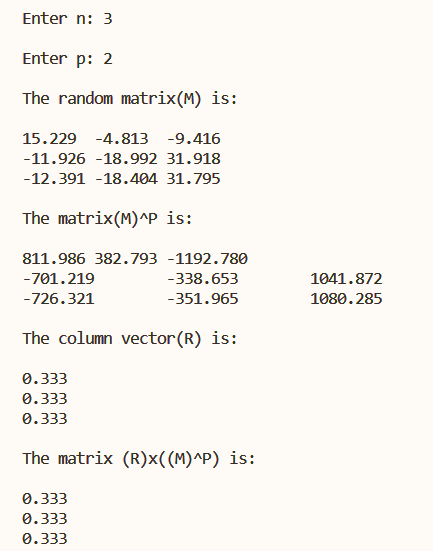 Enter n: 3
Enter p: 2
The random matrix(M) is:
15.229 -4.813 -9.416
-11.926 -18.992 31.918
-12.391 -18.404 31.795
The matrix(M)^P is:
811.986 382.793 -1192.780
-701.219 -338.653 1041.872
-726.321 -351.965 1080.285
The column vector(R) is:
0.333
0.333
0.333
The matrix (R)x((M)^P) is:
0.333
0.333
0.333